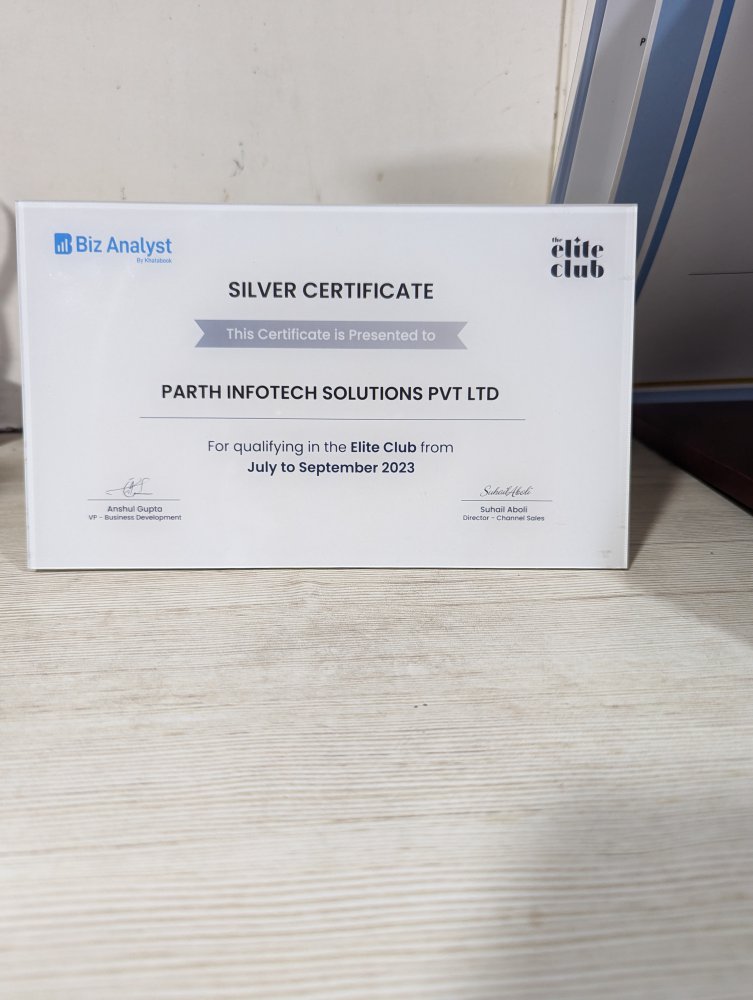 Biz Analyst
By Khatabook
the
elite
club
SILVER CERTIFICATE
This Certificate is Presented to
PARTH INFOTECH SOLUTIONS PVT LTD
For qualifying in the Elite Club from
July to September 2023
Suhail Aboli
Anshul Gupta
VP - Business Development
Suhail Aboli
Director - Channel Sales
P